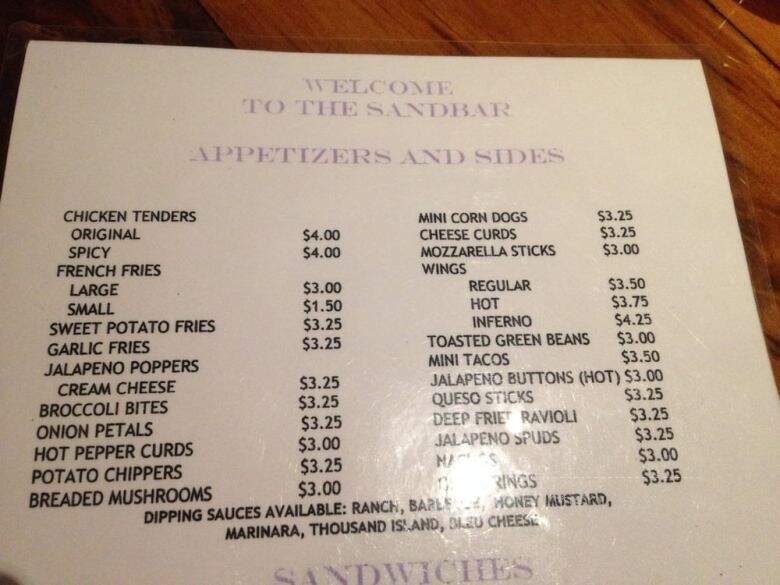 WELCOME
TO THE SANDBAR
APPETIZERS AND SIDES
CHICKEN TENDERS
ORIGINAL $4.00
SPICY $4.00
FRENCH FRIES
LARGE $3.00
SMALL $1.50
SWEET POTATO FRIES $3.25
GARLIC FRIES $3.25
JALAPENO POPPERS
CREAM CHEESE $3.25
BROCCOLI BITES $3.25
ONION PETALS $3.25
HOT PEPPER CURDS $3.00
POTATO CHIPPERS $3.25
BREADED MUSHROOMS $3.00
MINI CORN DOGS $3.25
CHEESE CURDS $3.25
MOZZARELLA STICKS $3.00
WINGS
REGULAR $3.50
HOT $3.75
INFERNO $4.25
TOASTED GREEN BEANS $3.00
MINI TACOS $3.50
JALAPENO BUTTONS (HOT) $3.00
QUESO STICKS $3.25
DEEP FRIED RAVIOLI $3.25
JALAPENO SPUDS $3.25
$3.00
RINGS $3.25
DIPPING SAUCES AVAILABLE: RANCH, HONEY MUSTARD,
MARINARA, THOUSAND ISLAND, BLEU CHEESE
SANDWICHES